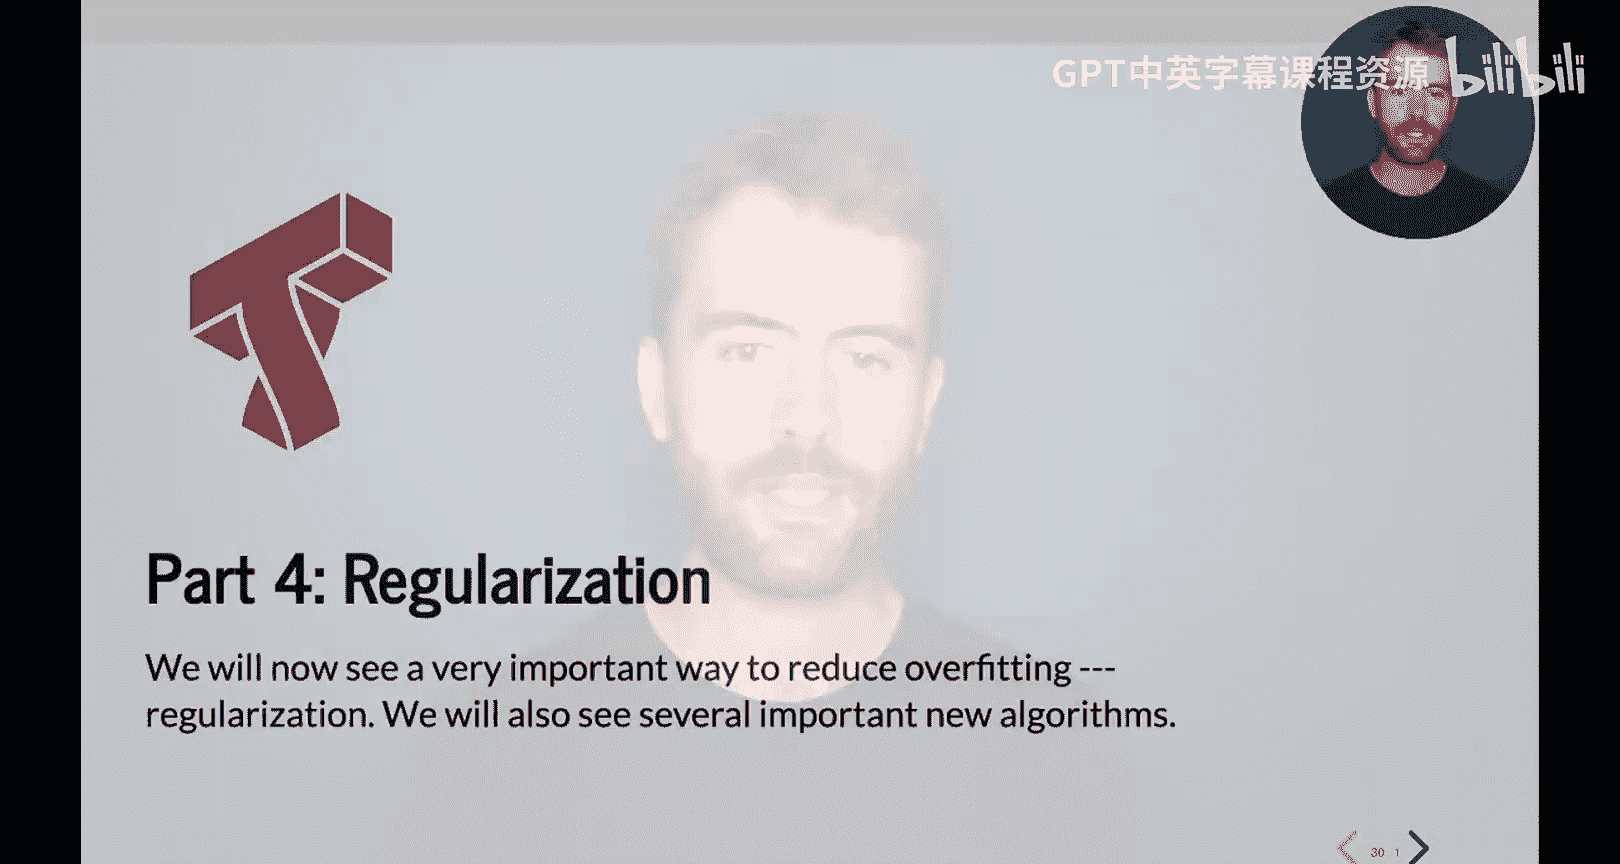 GPT中英字幕课程资源 bilibili
Part 4: Regularization
We will now see a very important way to reduce overfitting ---
regularization. We will also see several important new algorithms.
30 . 1